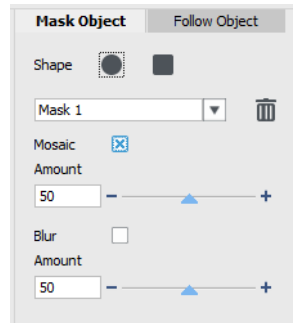 Mask Object Follow Object
Shape
Mask 1
Mosaic
Amount
50
Blur
Amount
50